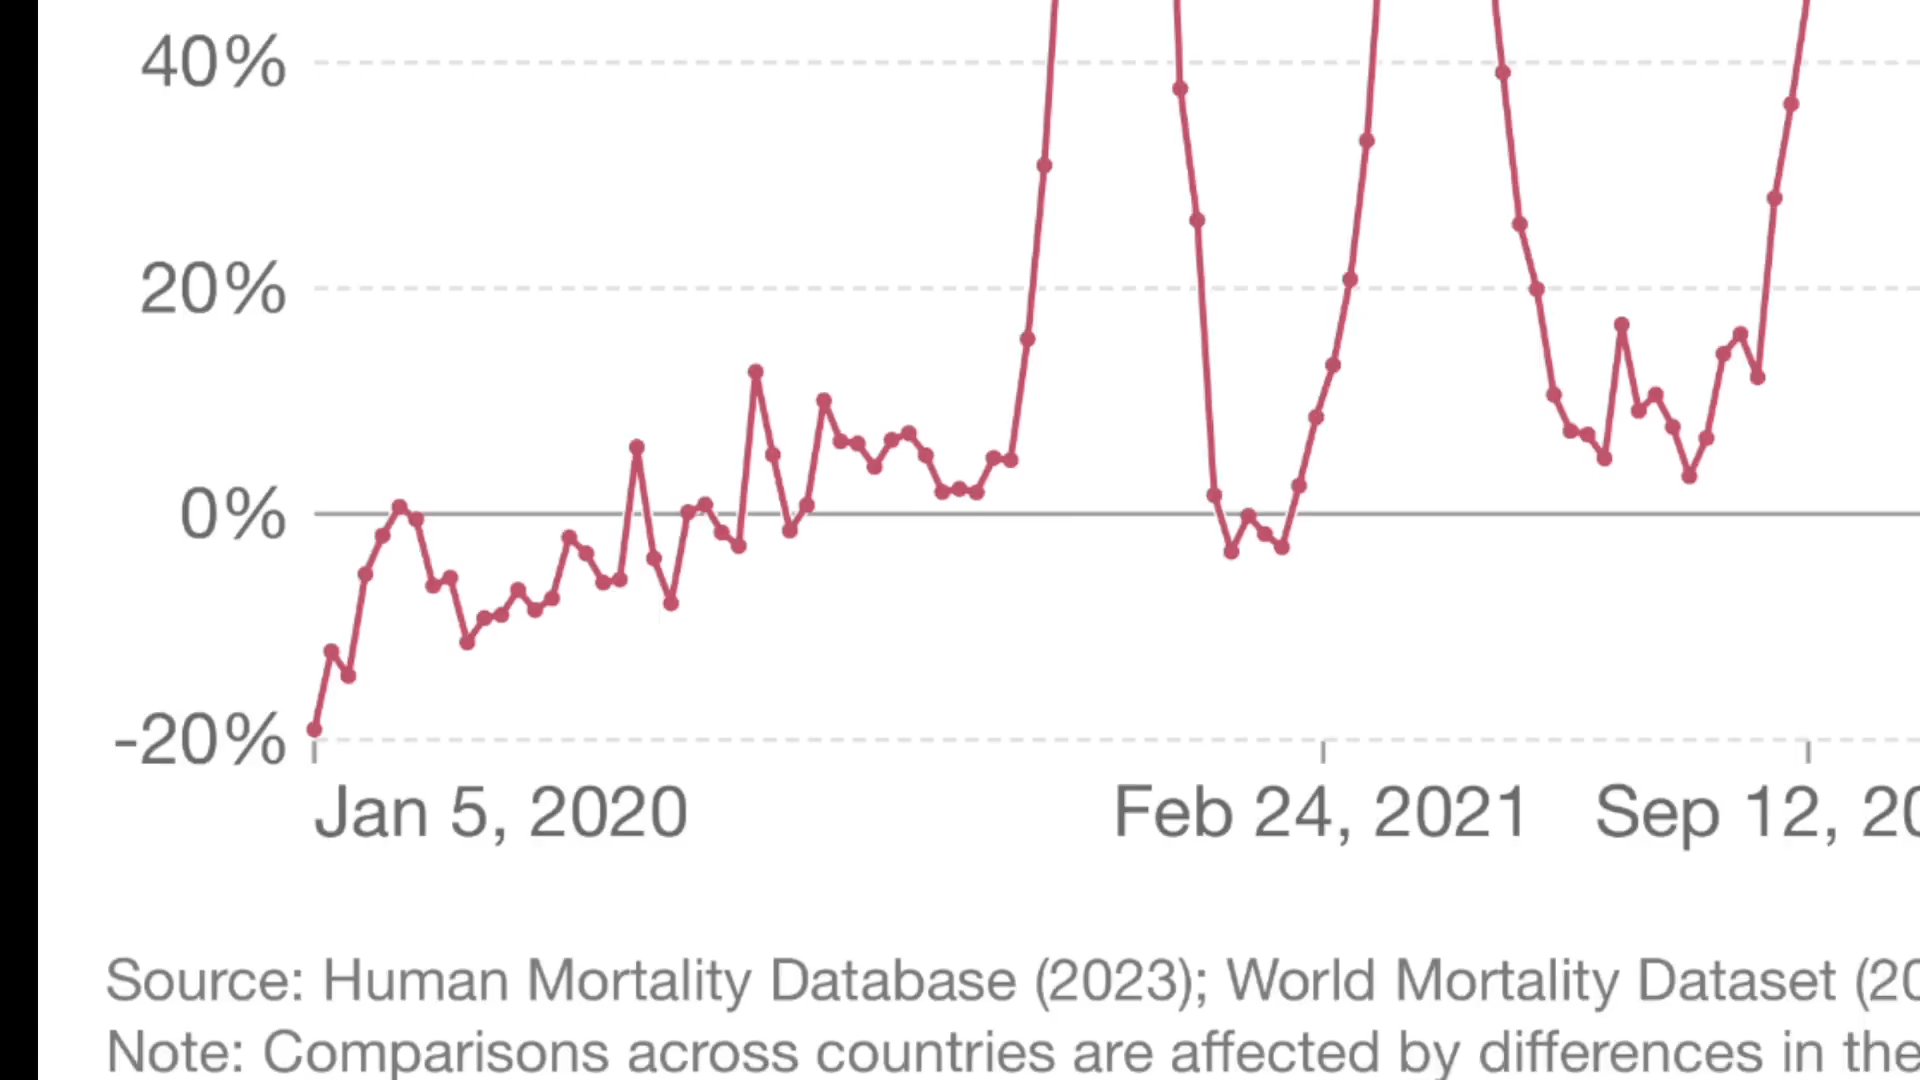 40%
20%
0%
-20%
Jan 5, 2020 Feb 24, 2021 Sep 12, 20
Source: Human Mortality Database (2023); World Mortality Dataset (20
Note: Comparisons across countries are affected by differences in the